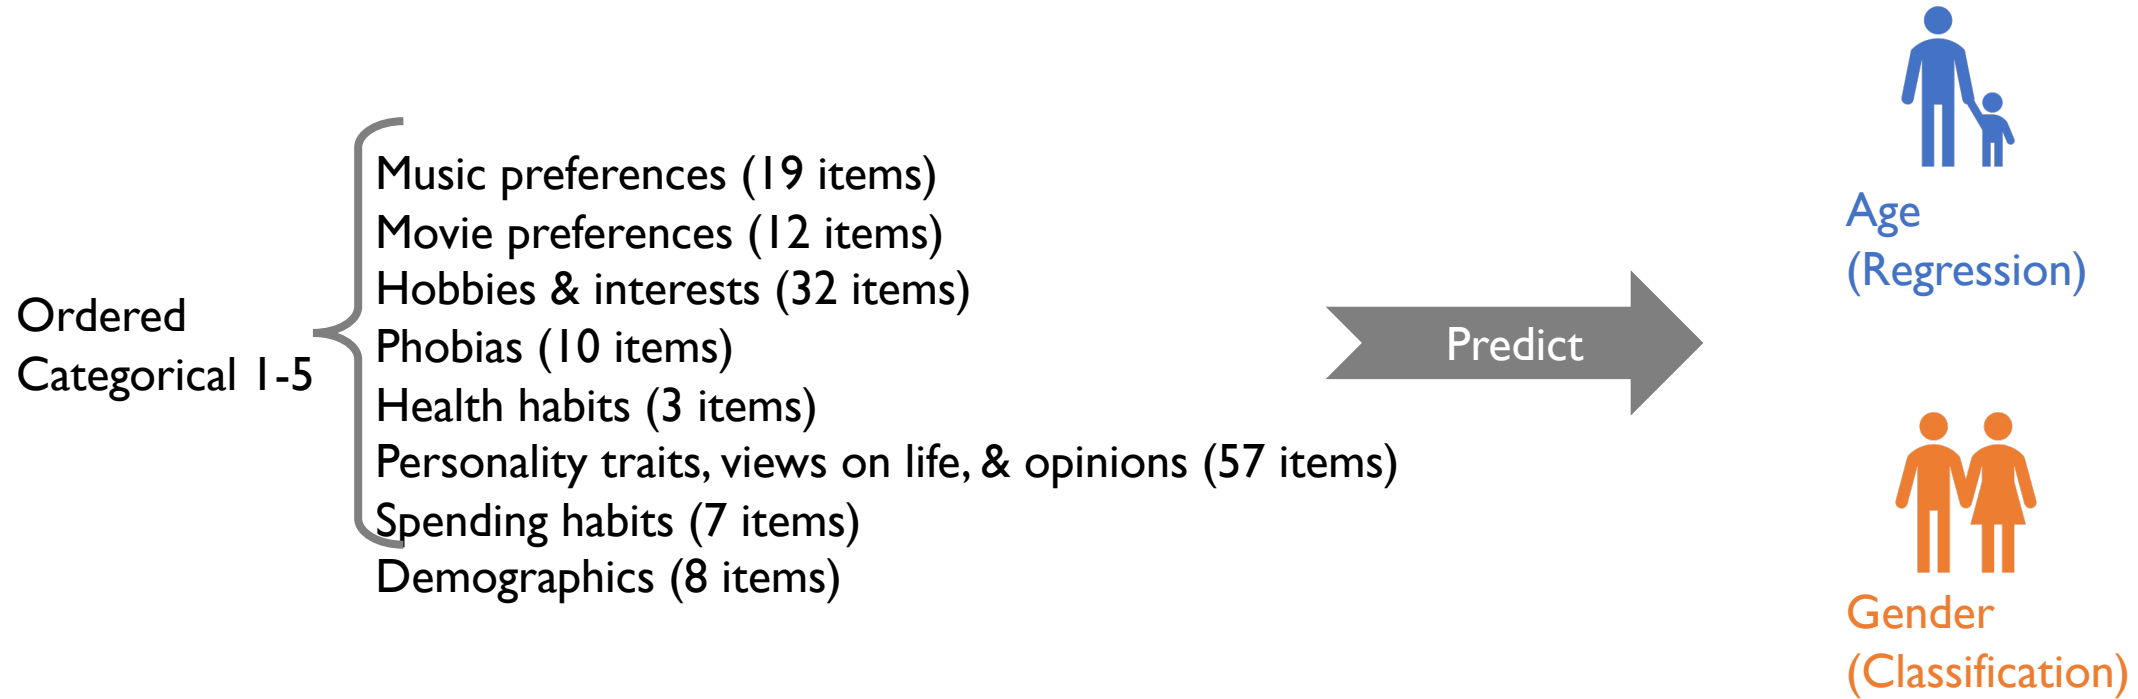 Ordered
Categorical 1-5
Music preferences (19 items)
Movie preferences (12 items)
Hobbies & interests (32 items)
Phobias (10 items)
Health habits (3 items)
Personality traits, views on life, & opinions (57 items)
Spending habits (7 items)
Demographics (8 items)
Predict
Age
(Regression)
Gender
(Classification)